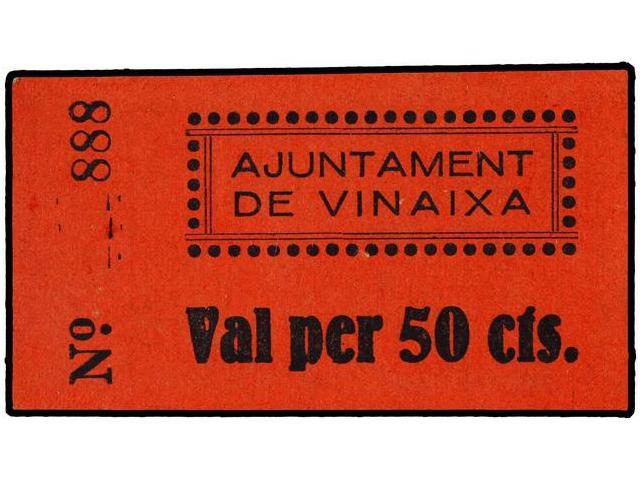 Nº. 888
AJUNTAMENT
DE VINAIXA
Val per 50 cts.